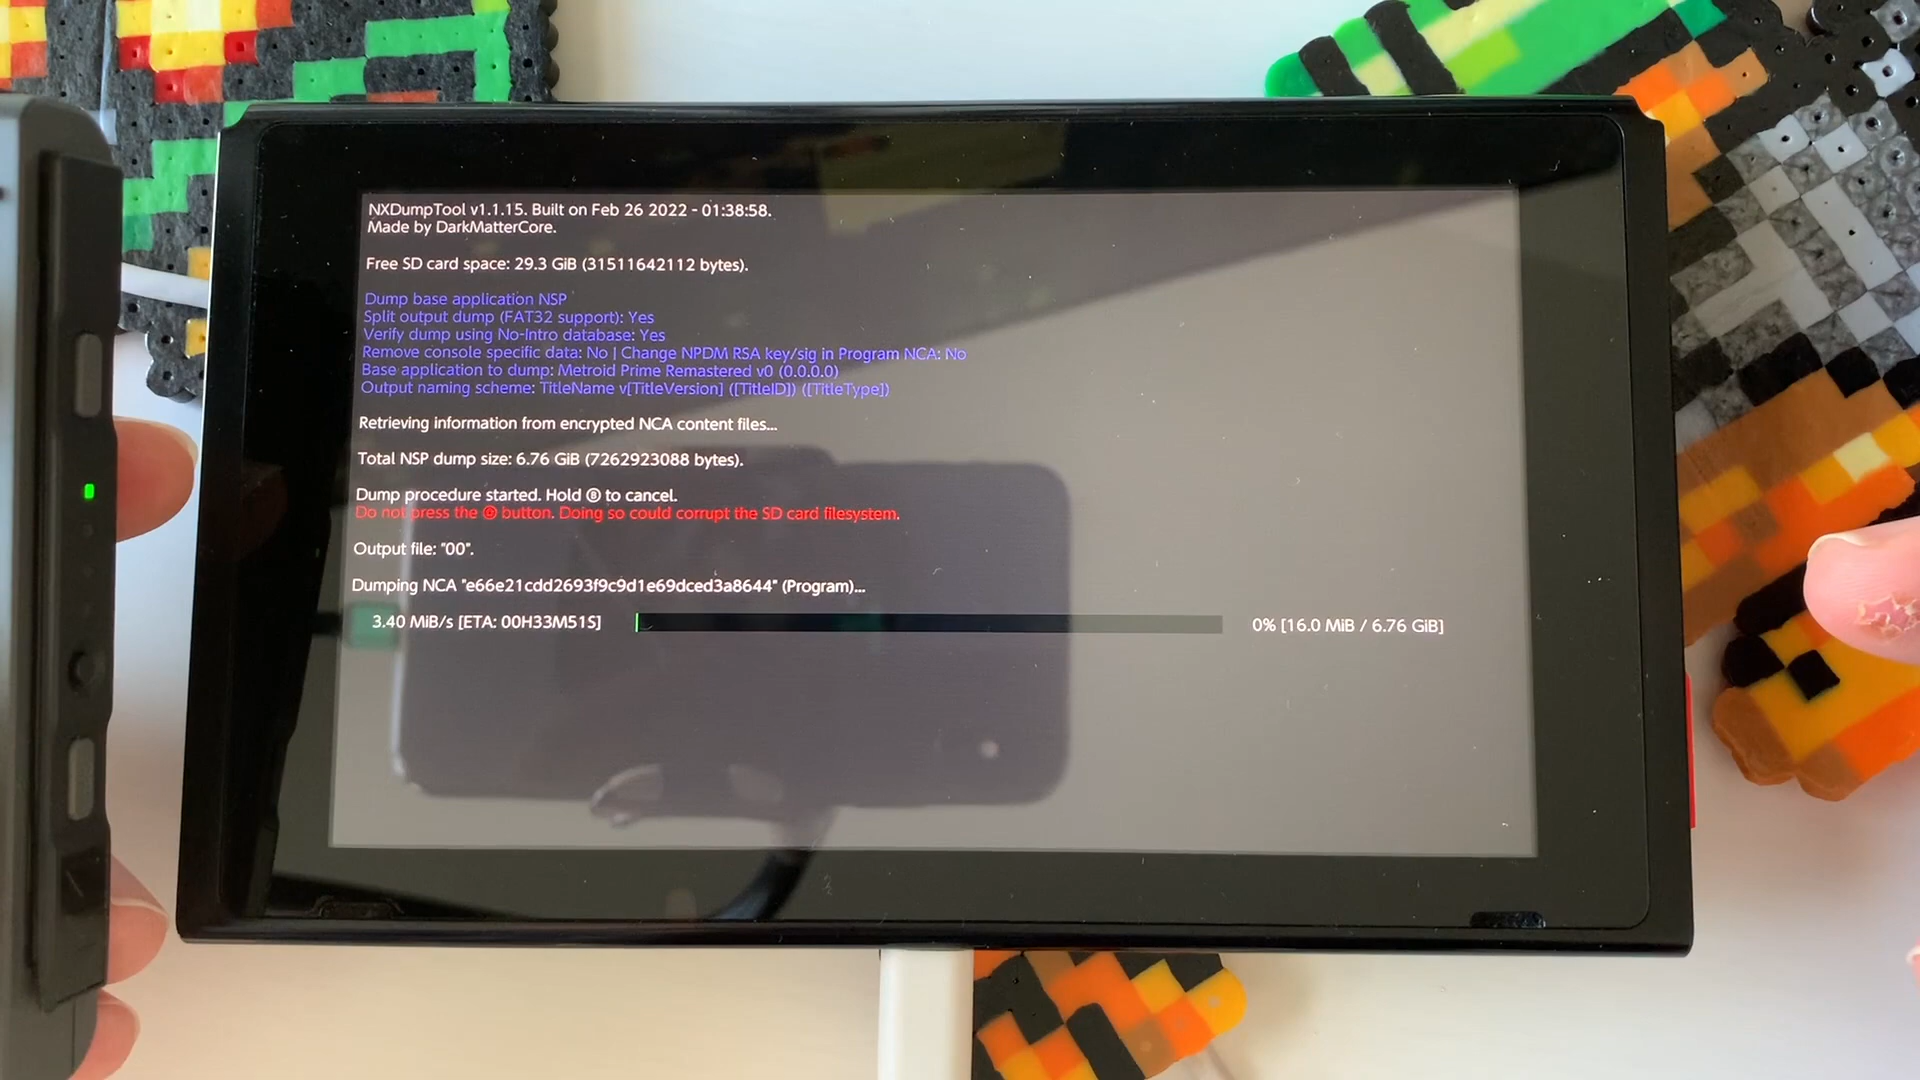 NXDumpTool v1.1.15. Built on Feb 26 2022 - 01:38:58.
Made by DarkMatterCore.
Free SD card space: 29.3 GiB (31511642112 bytes).
Dump base application NSP
Split output dump (FAT32 support): Yes
Verify dump using No-Intro database: Yes
Remove console specific data: No | Change NPDM RSA key/sig in Program NCA: No
Base application to dump: Metroid Prime Remastered v0 (0.0.0.0)
Output naming scheme: TitleName v[TitleVersion] ([TitleID]) ([TitleType])
Retrieving information from encrypted NCA content files...
Total NSP dump size: 6.76 GiB (7262923088 bytes).
Dump procedure started. Hold Ⓑ to cancel.
Do not press the button. Doing so could corrupt the SD card filesystem.
Output file: "00".
Dumping NCA "e66e21cdd2693f9c9d1e69dced3a8644" (Program)...
3.40 MiB/s [ETA: 00H33M51S] 0% [16.0 MiB / 6.76 GiB]